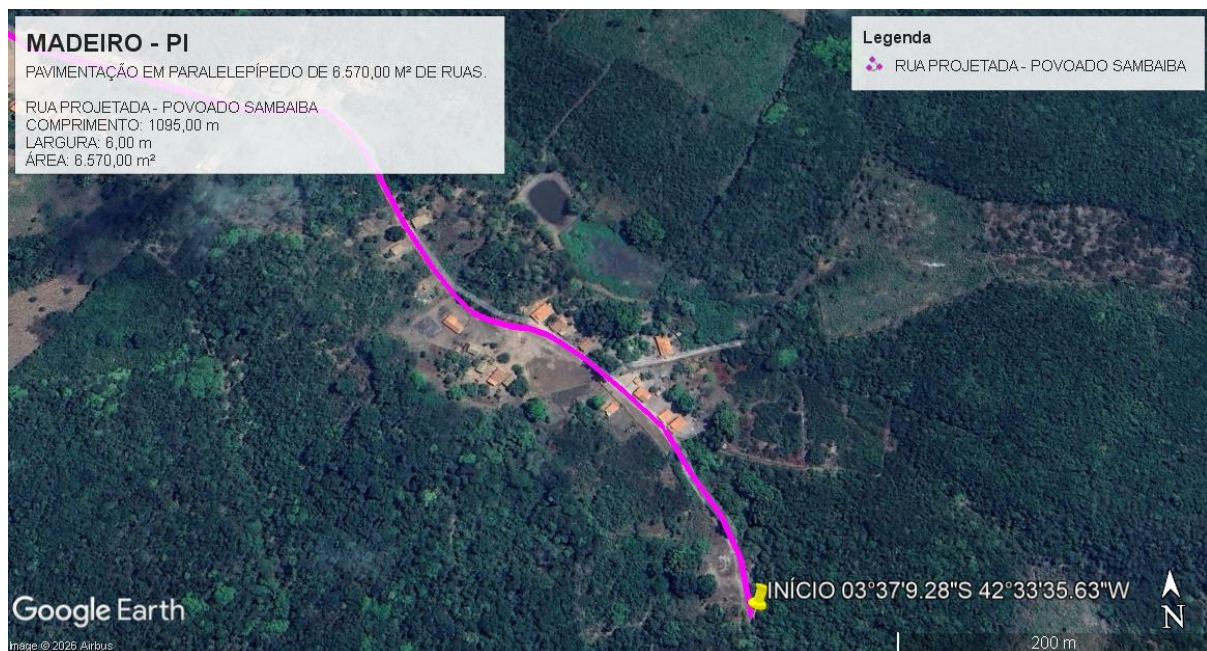 MADEIRO - PI
PAVIMENTAÇÃO EM PARALELEPÍPEDO DE 6.570,00 M² DE RUAS.
RUA PROJETADA - POVOADO SAMBAIBA
COMPRIMENTO: 1095,00 m
LARGURA: 6,00 m
ÁREA: 6.570,00 m²
Legenda
RUA PROJETADA - POVOADO SAMBAIBA
INÍCIO 03°37'9.28"S 42°33'35.63"W
Google Earth
N
Image © 2026 Airbus
200 m